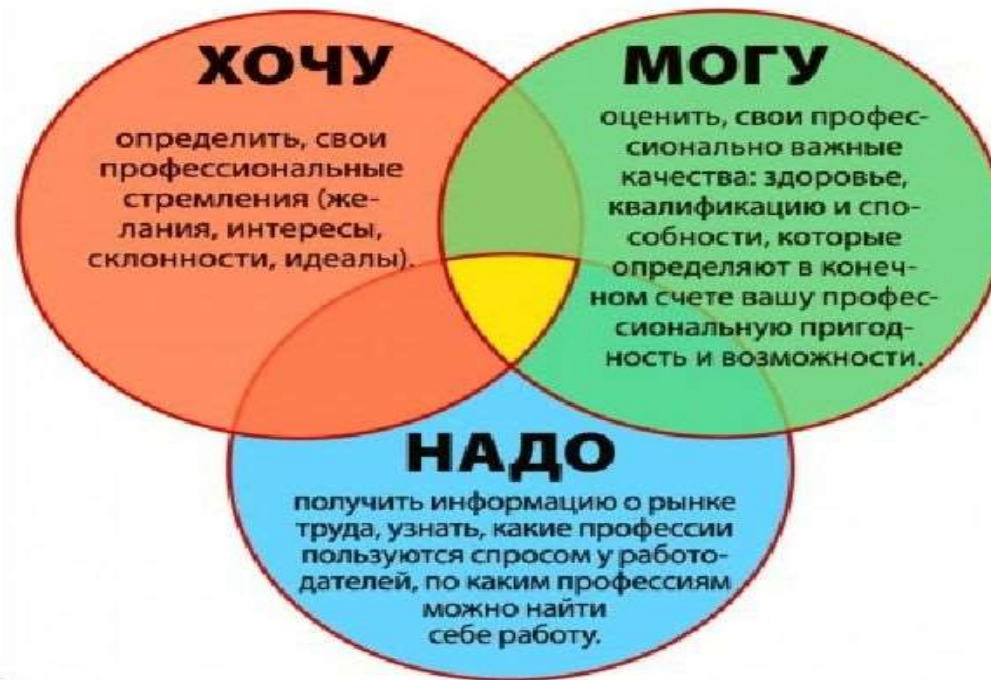 ХОЧУ
определить, свои
профессиональные
стремления (же-
лания, интересы,
склонности, идеалы).
МОГУ
оценить, свои профес-
сионально важные
качества: здоровье,
квалификацию и спо-
собности, которые
определяют в конеч-
ном счете вашу профес-
сиональную пригод-
ность и возможности.
НАДО
получить информацию о рынке
труда, узнать, какие профессии
пользуются спросом у работо-
дателей, по каким профессиям
можно найти
себе работу.